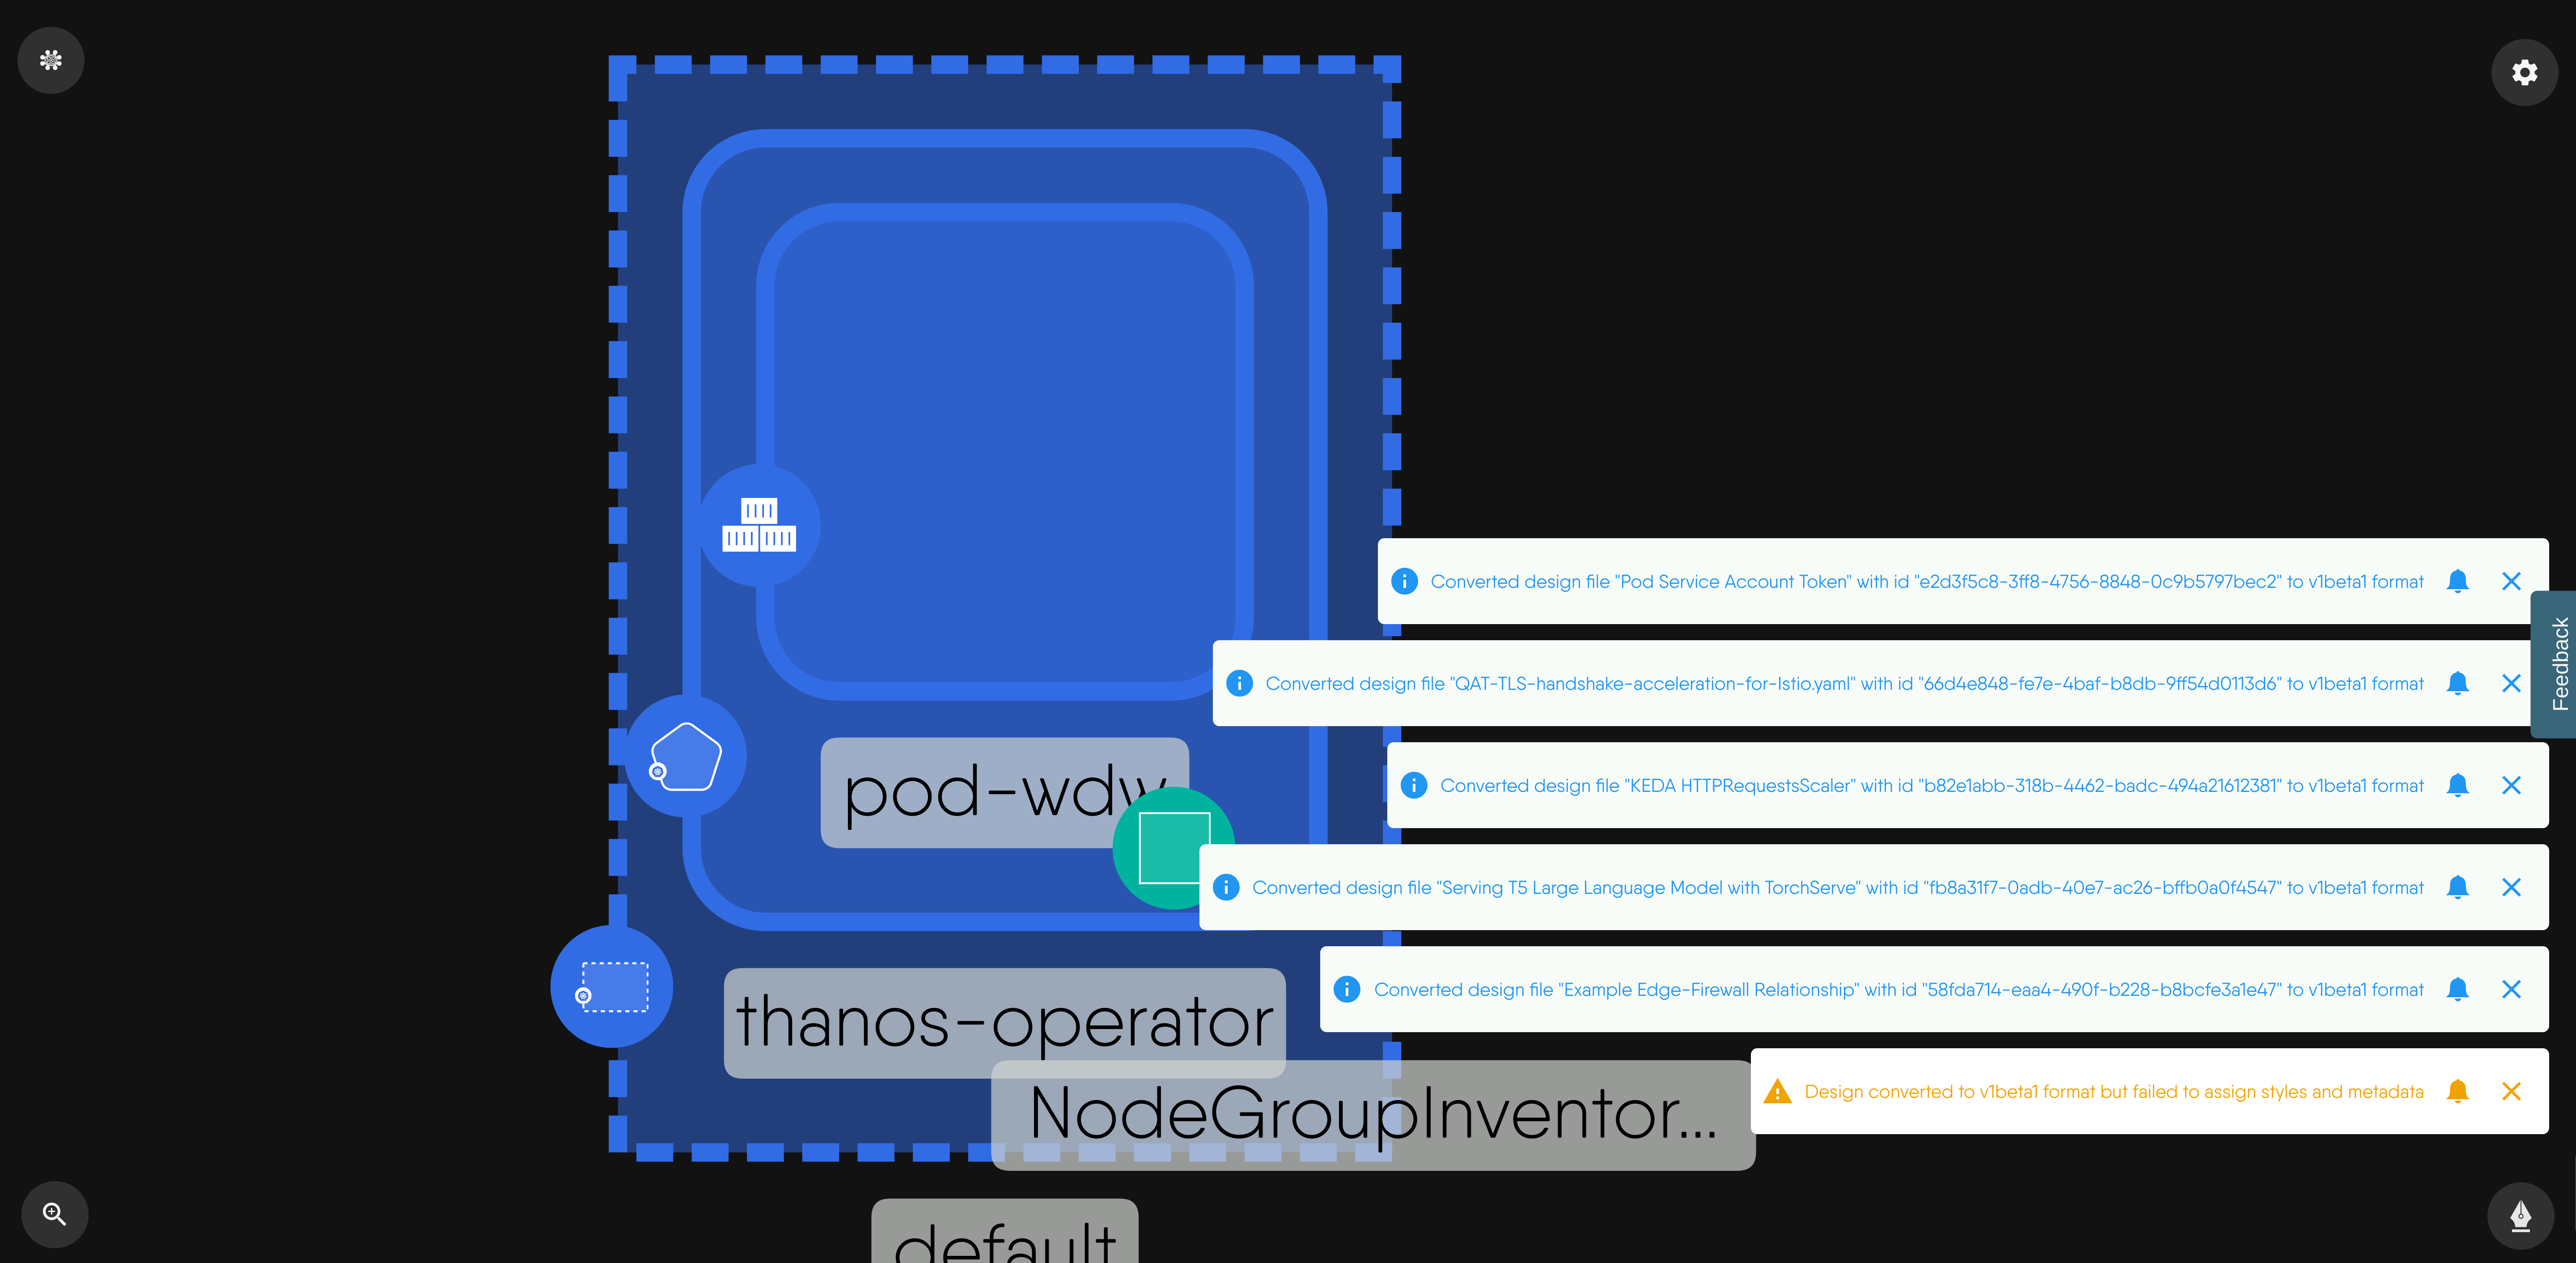 Converted design file "Pod Service Account Token" with id "e2d3f5c8-3ff8-4756-8848-0c9b5797bec2" to v1beta1 format
Feedback
Converted design file "QAT-TLS-handshake-acceleration-for-Istio.yaml" with id "66d4e848-fe7e-4baf-b8db-9ff54d0113d6" to v1beta1 format
pod-wdw
Converted design file "KEDA HTTPRequestsScaler" with id "b82e1abb-318b-4462-badc-494a21612381" to v1beta1 format
Converted design file "Serving T5 Large Language Model with TorchServe" with id "fb8a31f7-0adb-40e7-ac26-bffb0a0f4547" to v1beta1 format
Converted design file "Example Edge-Firewall Relationship" with id "58fda714-eaa4-490f-b228-b8bcfe3a1e47" to v1beta1 format
thanos-operator
Design converted to v1beta1 format but failed to assign styles and metadata
NodeGroupInventor...
default